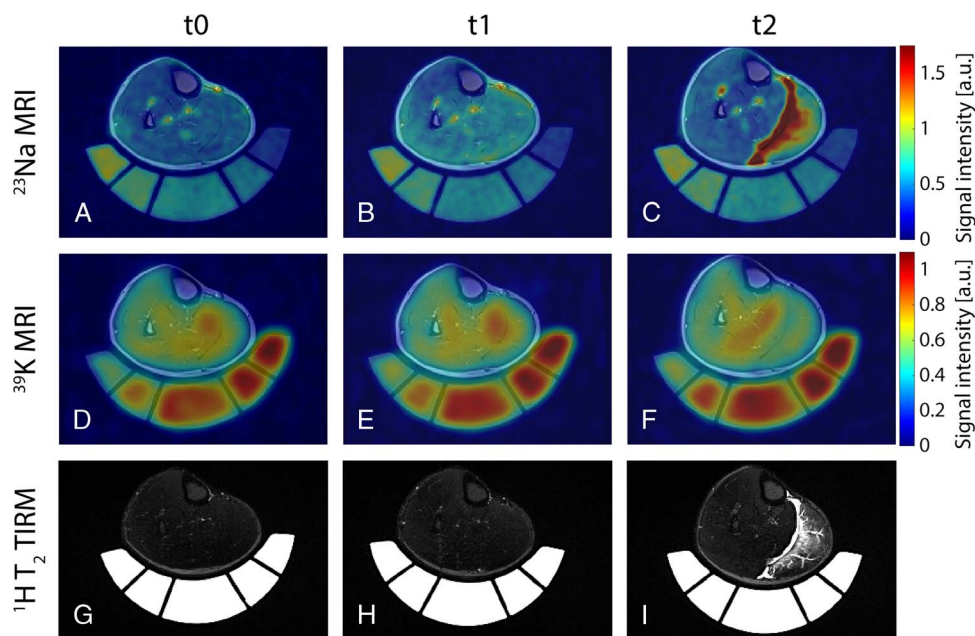 t0 t1 t2
²³Na MRI
A B C
1.5
1
0.5
0
Signal intensity [a.u.]
³⁹K MRI
D E F
1
0.8
0.6
0.4
0.2
0
Signal intensity [a.u.]
¹H T₂ TIRM
G H I